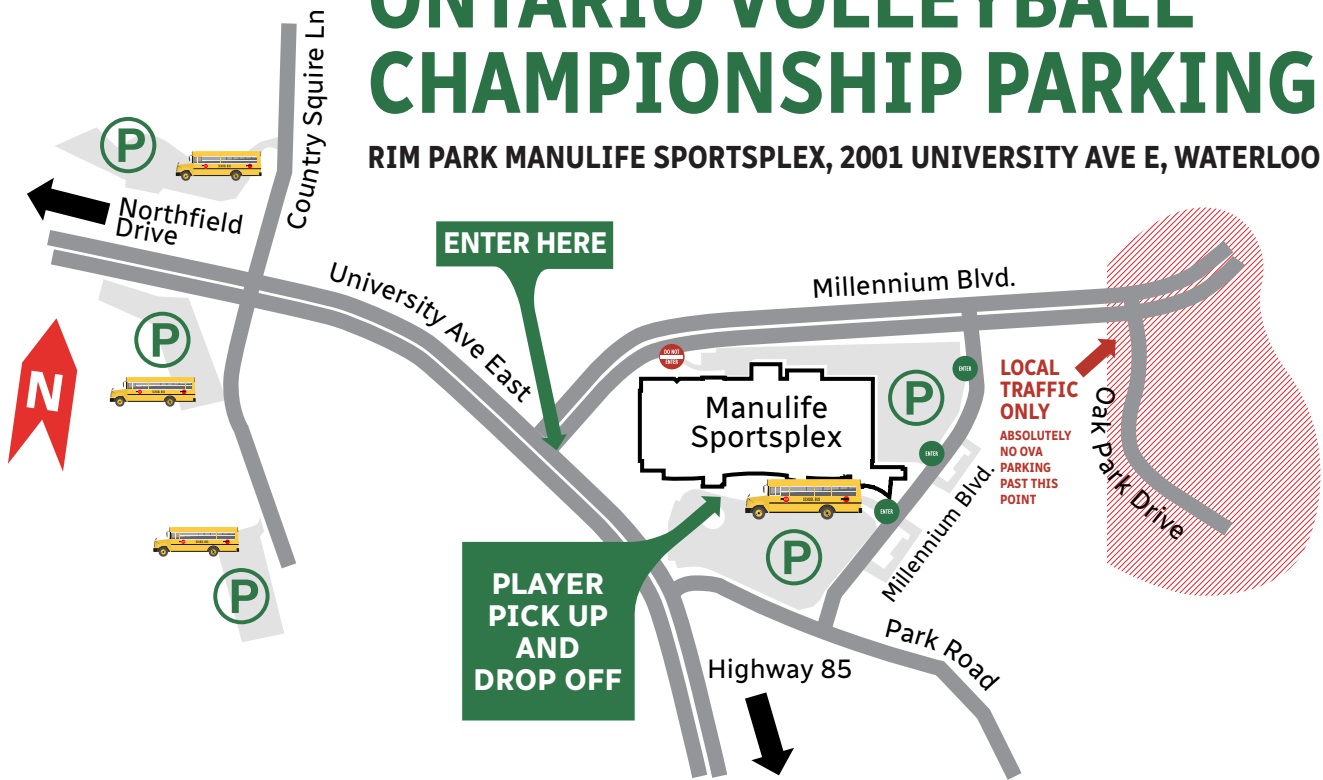 ONTARIO VOLLEYBALL
CHAMPIONSHIP PARKING
RIM PARK MANULIFE SPORTSPLEX, 2001 UNIVERSITY AVE E, WATERLOO
Country Squire Ln
P
Northfield
Drive
ENTER HERE
University Ave East
Millennium Blvd.
P
N
DO NOT
ENTER
ENTER
LOCAL
TRAFFIC
ONLY
ABSOLUTELY
NO OVA
PARKING
PAST THIS
POINT
Oak Park Drive
Manulife
Sportsplex
P
ENTER
SCHOOL BUS
ENTER
Millennium Blvd.
P
P
PLAYER
PICK UP
AND
DROP OFF
Park Road
Highway 85